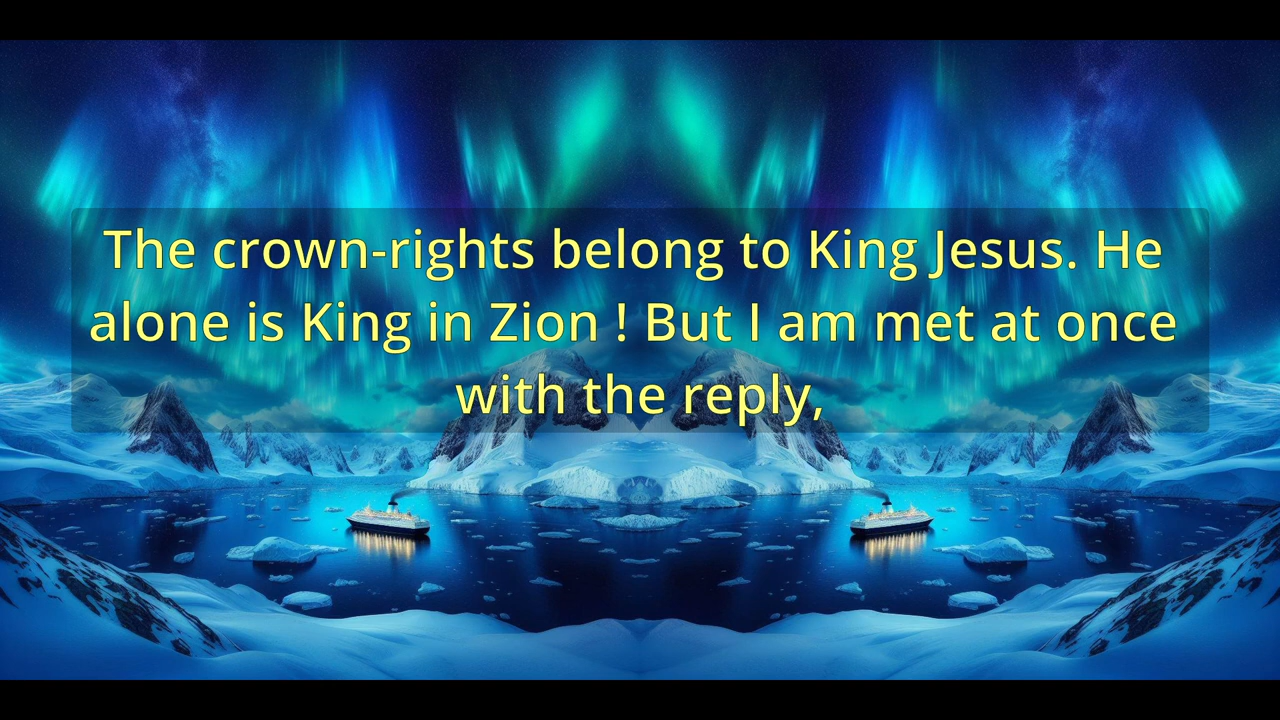 The crown-rights belong to King Jesus. He
alone is King in Zion ! But I am met at once
with the reply,